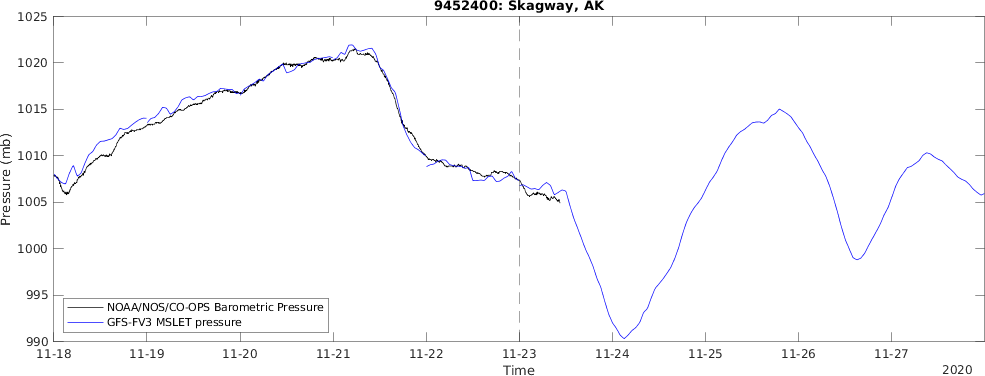 9452400: Skagway, AK
1025
1020
1015
1010
1005
1000
995
990
Pressure (mb)
NOAA/NOS/CO-OPS Barometric Pressure
GFS-FV3 MSLET pressure
11-18 11-19 11-20 11-21 11-22 11-23 11-24 11-25 11-26 11-27
Time
2020